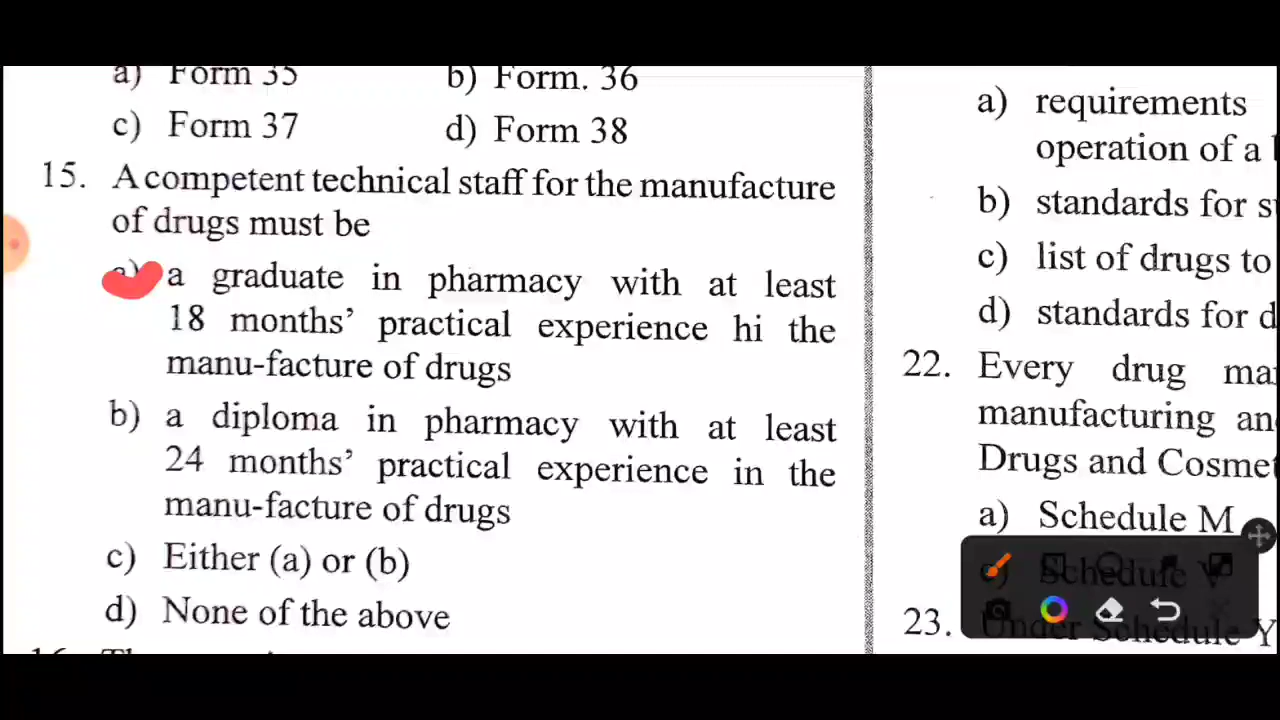 a) Form 35 b) Form. 36
c) Form 37 d) Form 38
15. A competent technical staff for the manufacture
of drugs must be
a) a graduate in pharmacy with at least
18 months’ practical experience hi the
manu-facture of drugs
b) a diploma in pharmacy with at least
24 months’ practical experience in the
manu-facture of drugs
c) Either (a) or (b)
d) None of the above
a) requirements
operation of a
b) standards for
c) list of drugs to
d) standards for
22. Every drug
manufacturing
Drugs and
a) Schedule M
c) Schedule V
23. Under Schedule Y